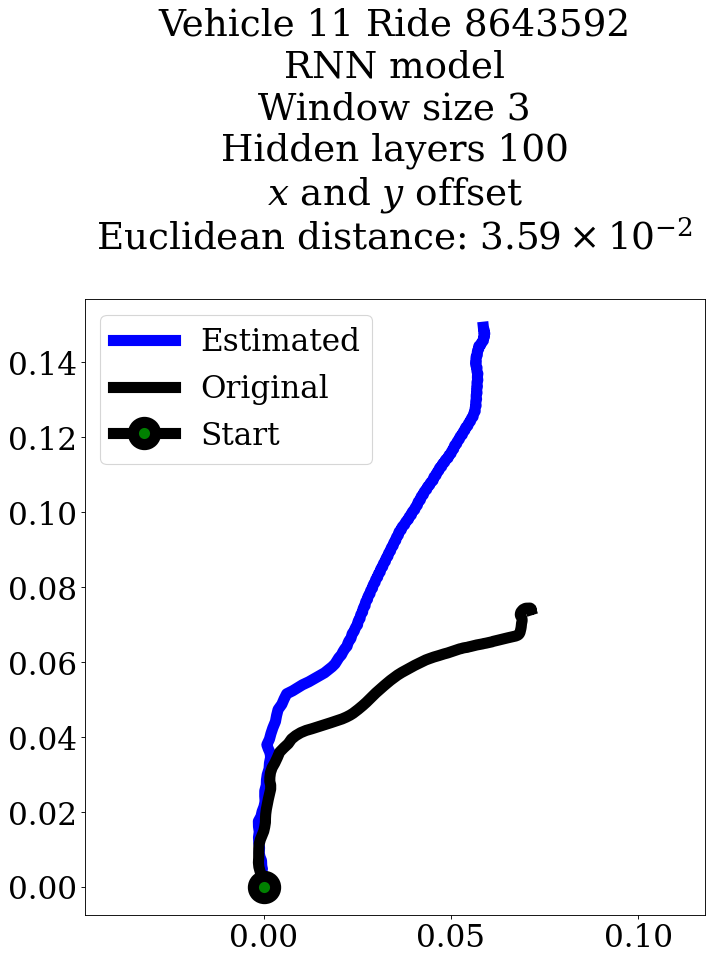 Vehicle 11 Ride 8643592
RNN model
Window size 3
Hidden layers 100
x and y offset
Euclidean distance: 3.59 × 10⁻²
Estimated
Original
Start
0.14
0.12
0.10
0.08
0.06
0.04
0.02
0.00
0.00 0.05 0.10